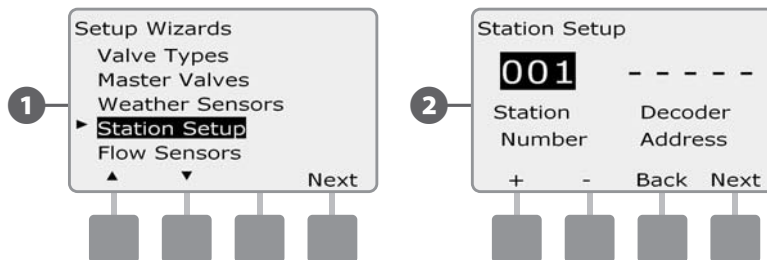 1
Setup Wizards
Valve Types
Master Valves
Weather Sensors
► Station Setup
Flow Sensors
▲ ▼ Next
2
Station Setup
001 - - - - -
Station Decoder
Number Address
+ - Back Next